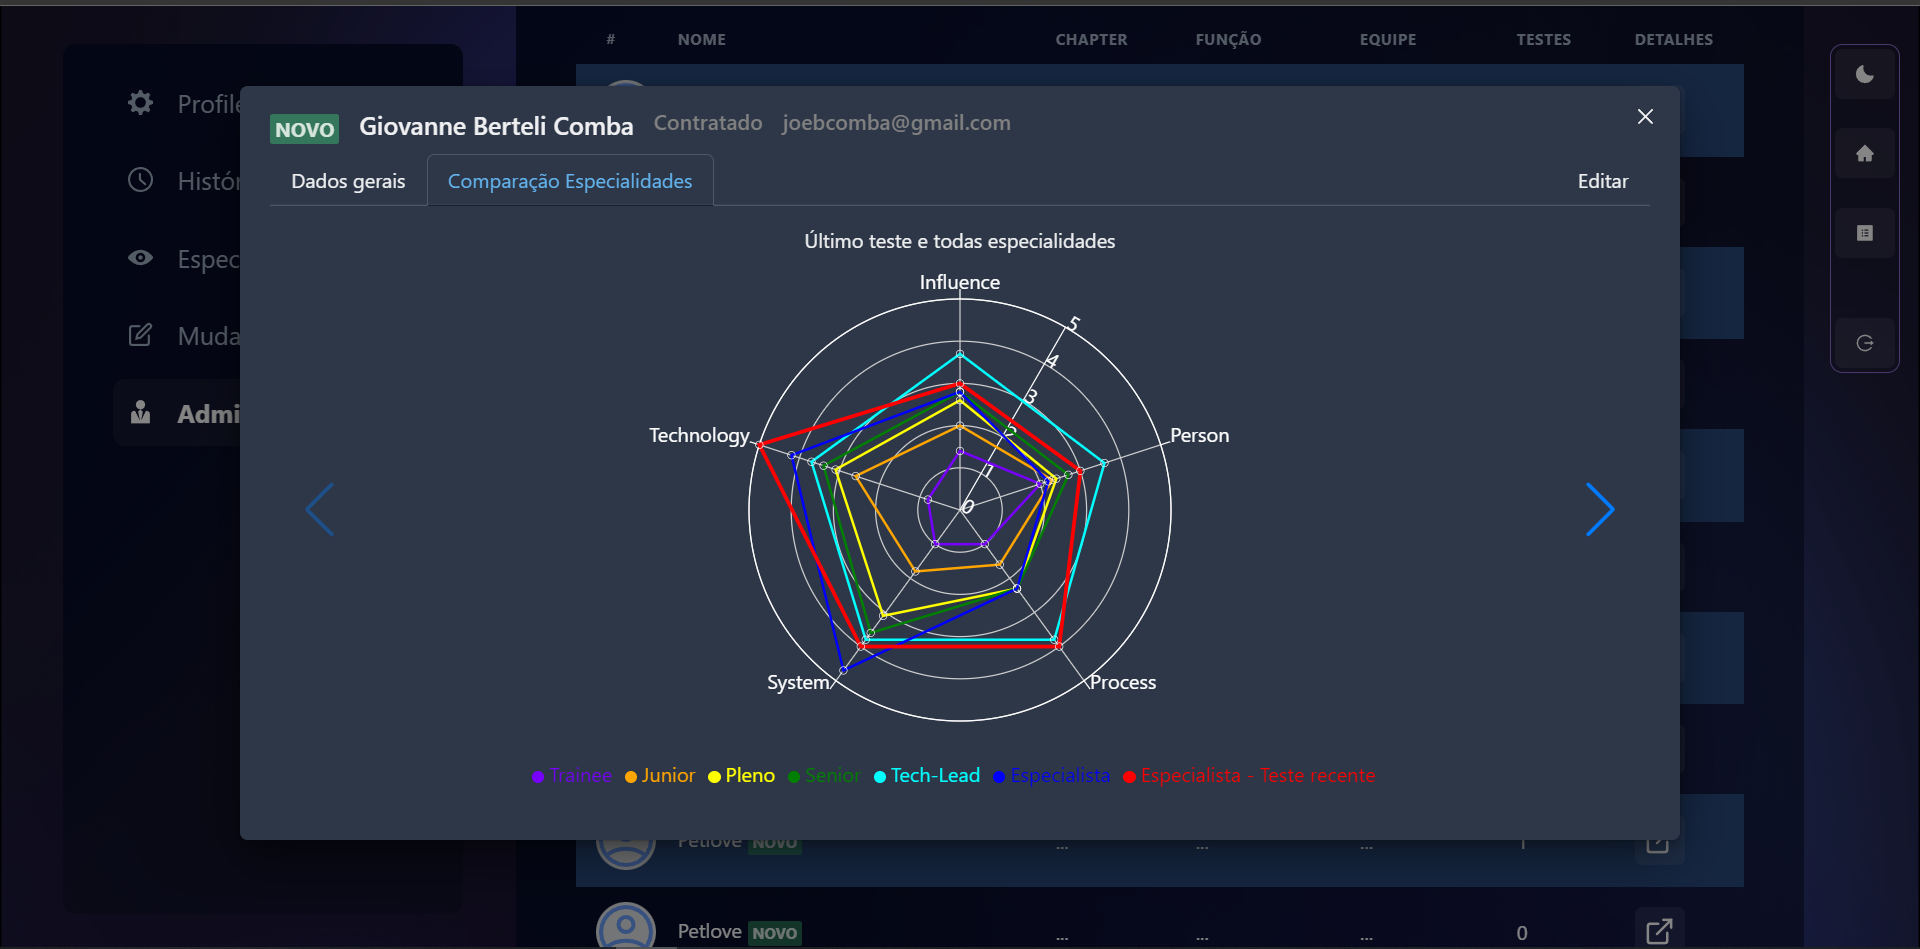 # NOME CHAPTER FUNÇÃO EQUIPE TESTES DETALHES
Profile
Histór
Espec
Muda
Admi
NOVO Giovanne Berteli Comba Contratado joebcomba@gmail.com
Dados gerais Comparação Especialidades Editar
Último teste e todas especialidades
Influence
Person
Process
System
Technology
5
4
3
2
1
0
Trainee Junior Pleno Senior Tech-Lead Especialista Especialista - Teste recente
Petlove NOVO ... ... ... 1
Petlove NOVO ... ... ... 0